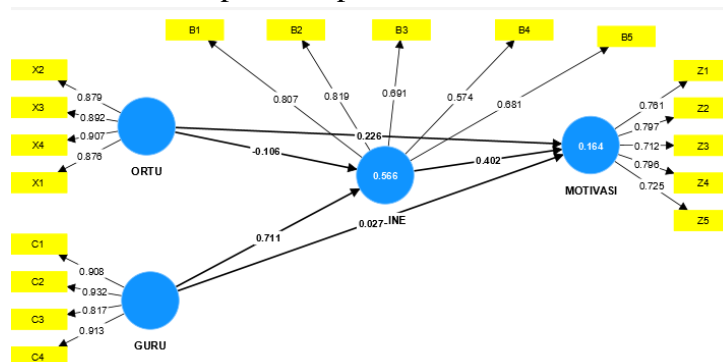 B1
B2
B3
B4
B5
X2
X3
X4
X1
0.879
0.892
0.907
0.876
ORTU
0.807
0.819
0.691
0.574
0.681
0.226
-0.106
0.566
INE
0.402
0.711
0.027
0.164
MOTIVASI
Z1
Z2
Z3
Z4
Z5
0.761
0.797
0.712
0.796
0.725
C1
C2
C3
C4
0.908
0.932
0.817
0.913
GURU